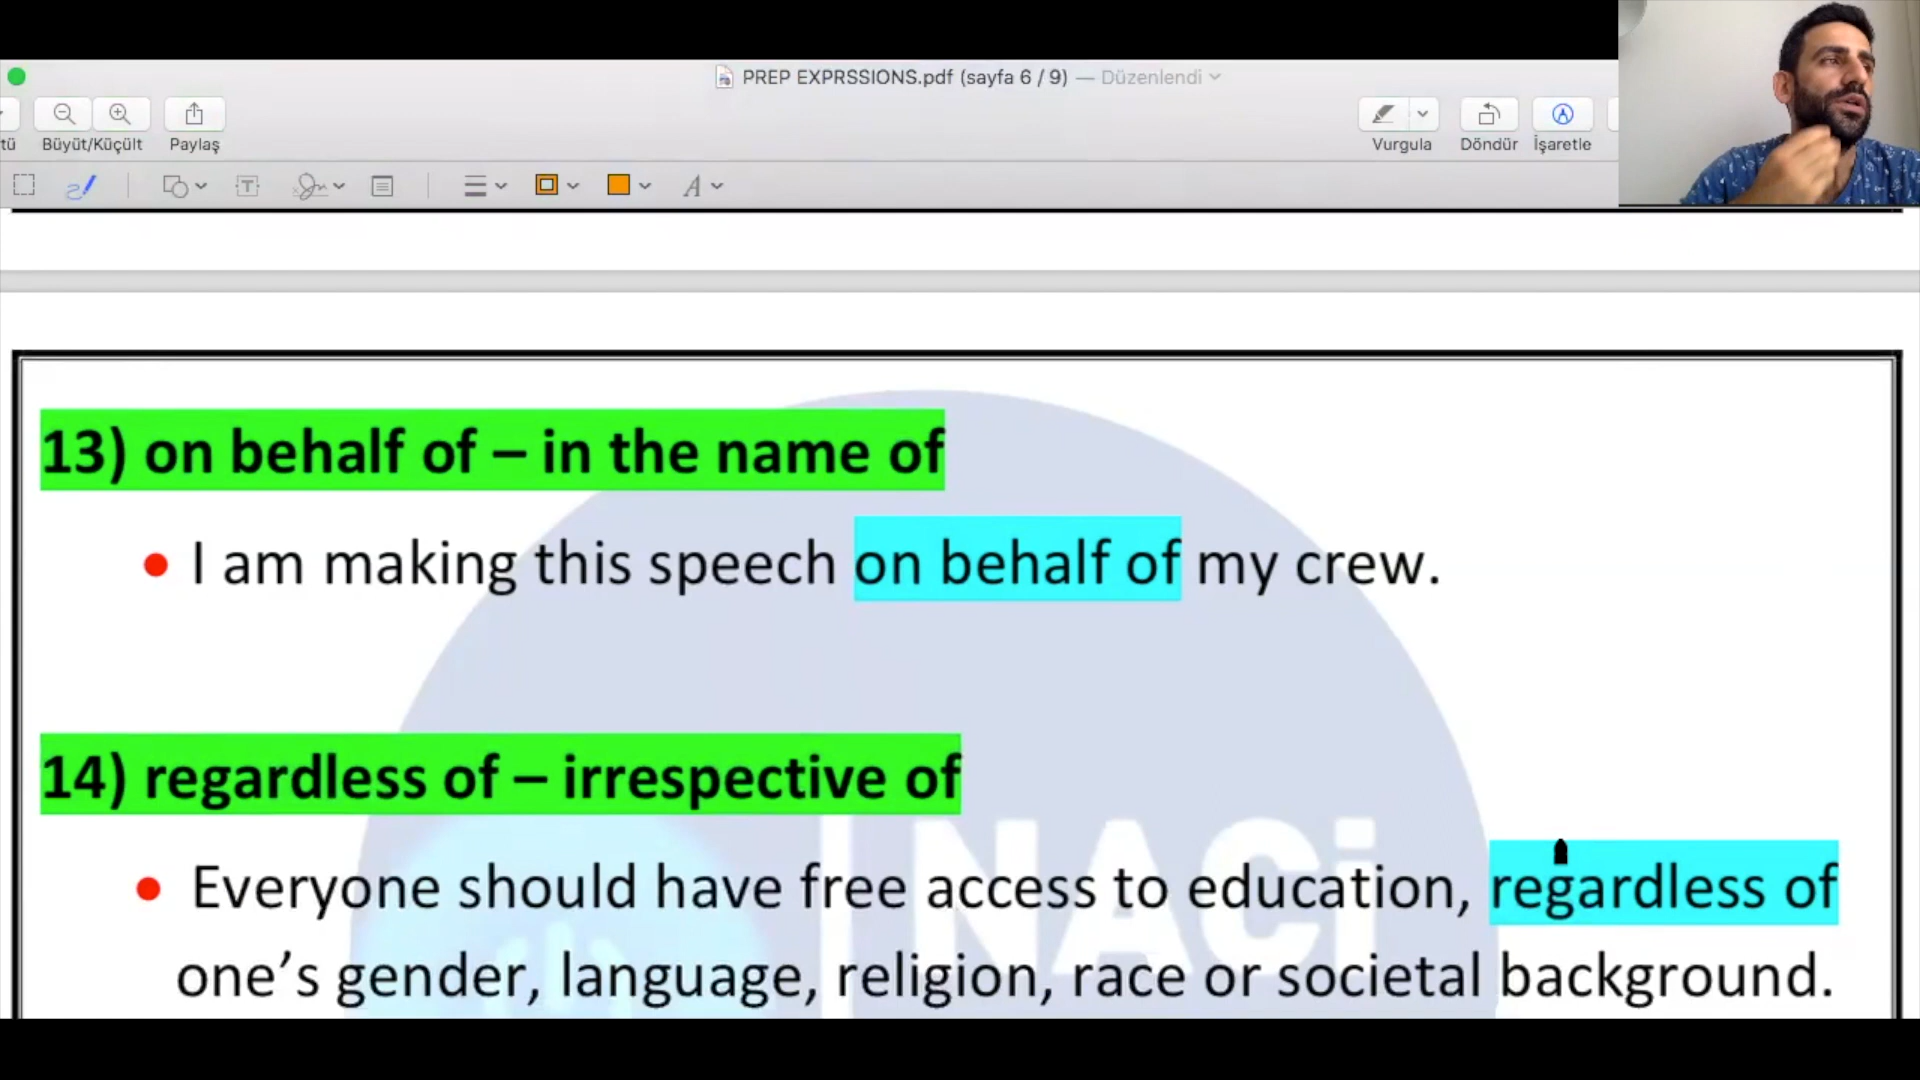 PREP EXPRSSIONS.pdf (sayfa 6 / 9) — Düzenlendi
tü Büyüt/Küçült Paylaş Vurgula Döndür İşaretle
13) on behalf of – in the name of
I am making this speech on behalf of my crew.
14) regardless of – irrespective of
NACi
Everyone should have free access to education, regardless of
one’s gender, language, religion, race or societal background.